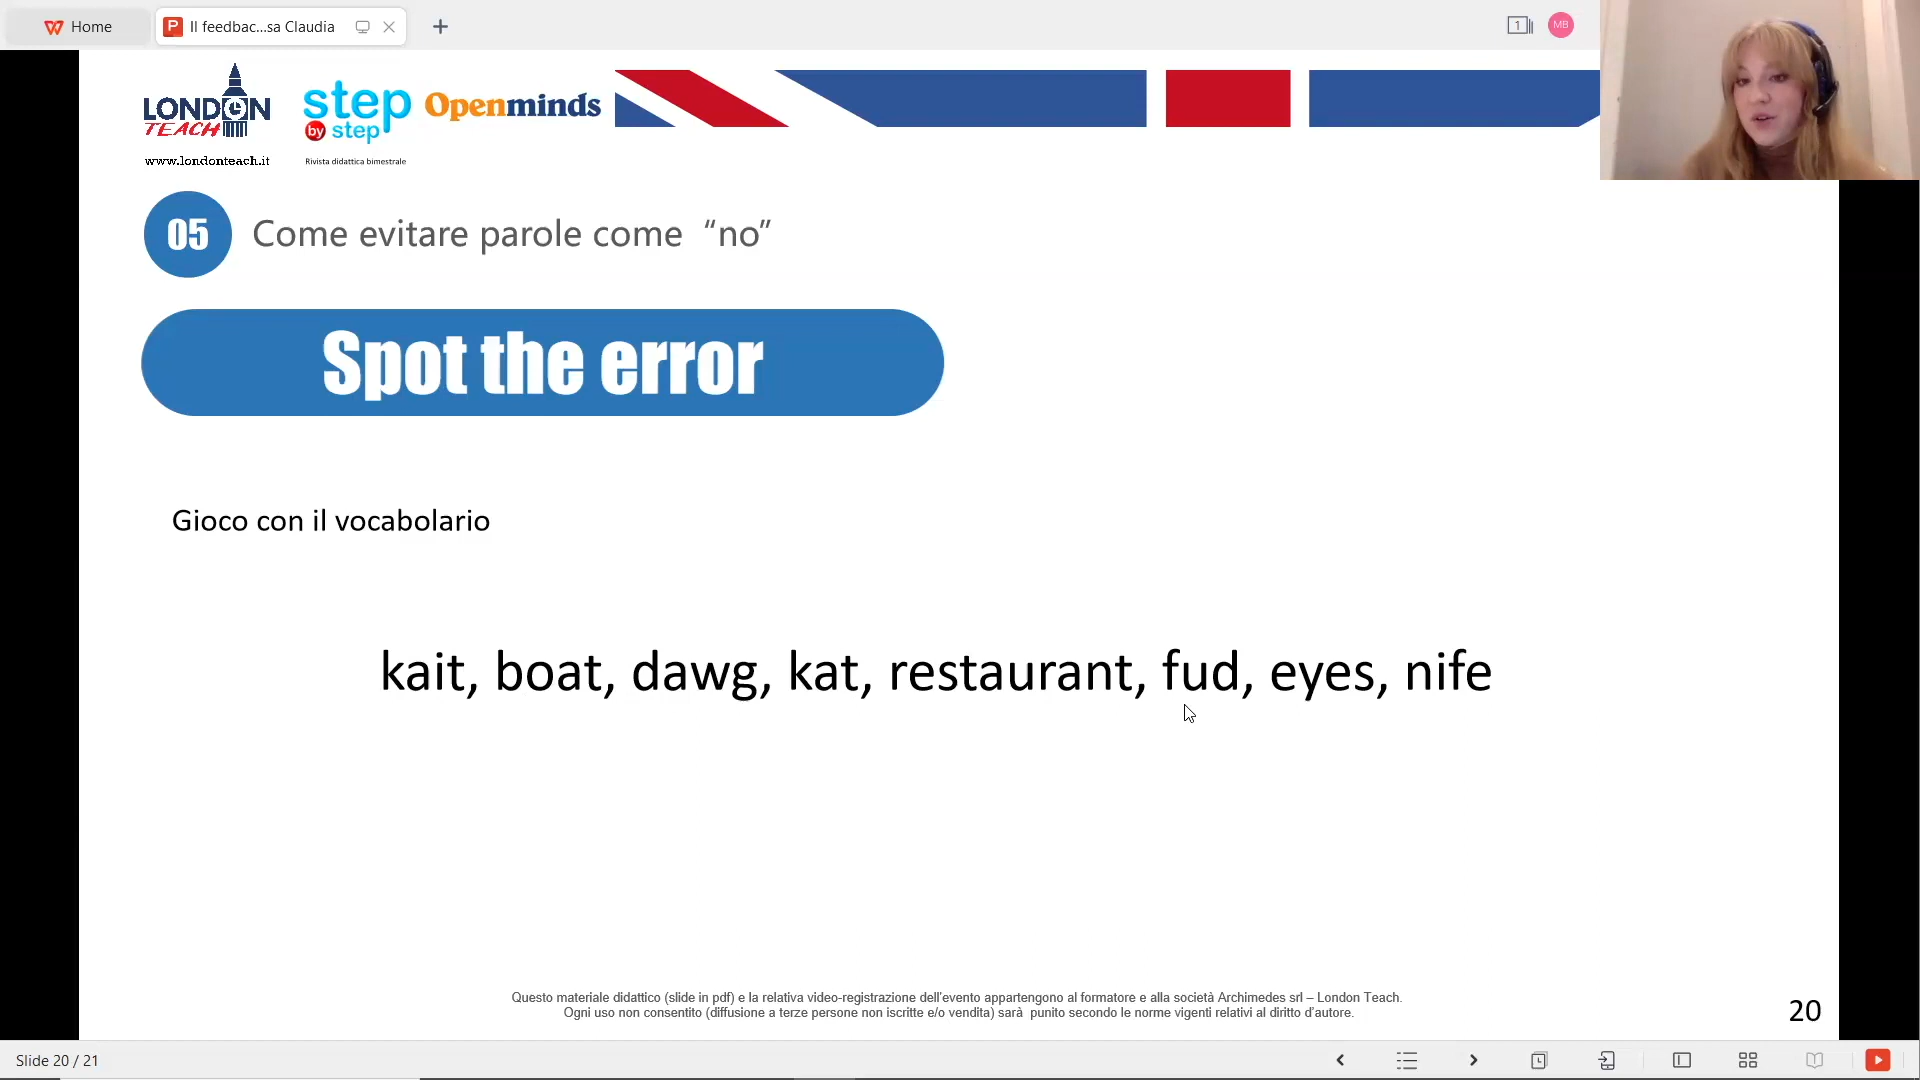 Home
Il feedbac...sa Claudia
1
MB
LONDON
TEACH
www.londonteach.it
step
by step
Rivista didattica bimestrale
Openminds
05
Come evitare parole come “no”
Spot the error
Gioco con il vocabolario
kait, boat, dawg, kat, restaurant, fud, eyes, nife
Questo materiale didattico (slide in pdf) e la relativa video-registrazione dell'evento appartengono al formatore e alla società Archimedes srl – London Teach.
Ogni uso non consentito (diffusione a terze persone non iscritte e/o vendita) sarà punito secondo le norme vigenti relativi al diritto d'autore.
20
Slide 20 / 21